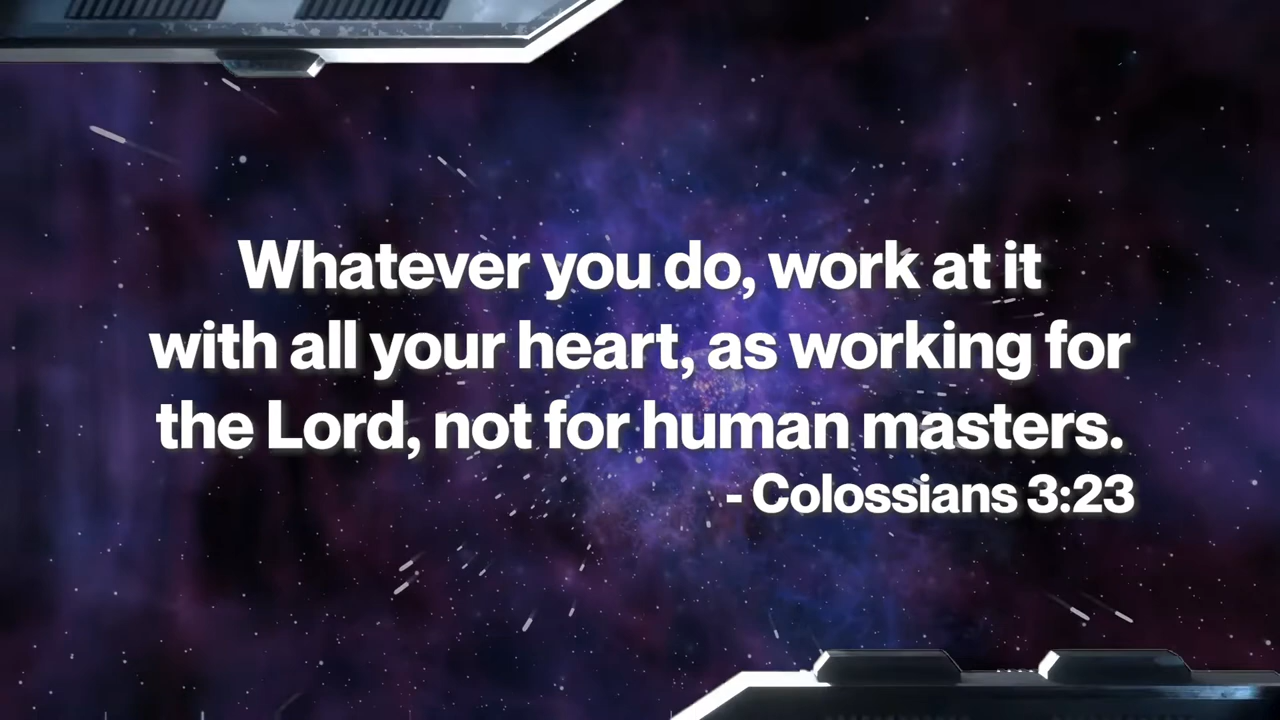 Whatever you do, work at it
with all your heart, as working for
the Lord, not for human masters.
- Colossians 3:23